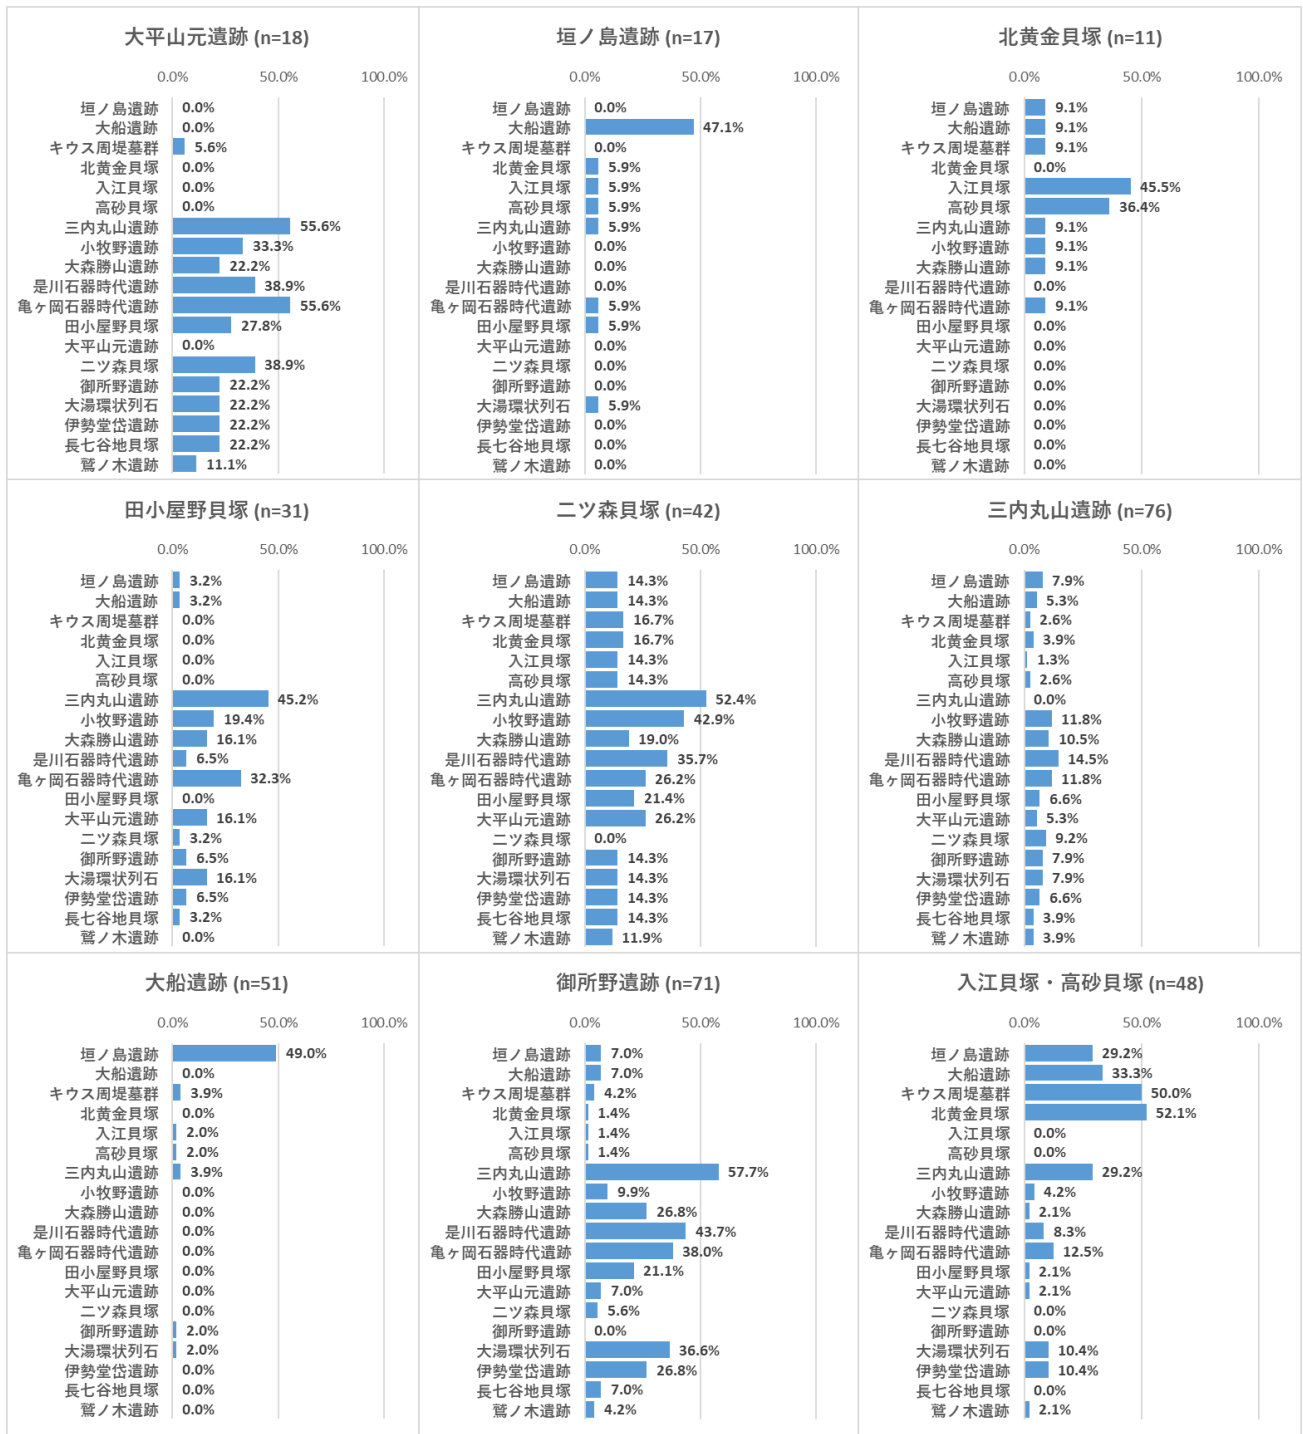 大平山元遺跡 (n=18)
0.0% 50.0% 100.0%
垣ノ島遺跡 0.0%
大船遺跡 0.0%
キウス周堤墓群 5.6%
北黄金貝塚 0.0%
入江貝塚 0.0%
高砂貝塚 0.0%
三内丸山遺跡 55.6%
小牧野遺跡 33.3%
大森勝山遺跡 22.2%
是川石器時代遺跡 38.9%
亀ヶ岡石器時代遺跡 55.6%
田小屋野貝塚 27.8%
大平山元遺跡 0.0%
二ツ森貝塚 38.9%
御所野遺跡 22.2%
大湯環状列石 22.2%
伊勢堂岱遺跡 22.2%
長七谷地貝塚 22.2%
鷲ノ木遺跡 11.1%
垣ノ島遺跡 (n=17)
0.0% 50.0% 100.0%
垣ノ島遺跡 0.0%
大船遺跡 47.1%
キウス周堤墓群 0.0%
北黄金貝塚 5.9%
入江貝塚 5.9%
高砂貝塚 5.9%
三内丸山遺跡 5.9%
小牧野遺跡 0.0%
大森勝山遺跡 0.0%
是川石器時代遺跡 0.0%
亀ヶ岡石器時代遺跡 5.9%
田小屋野貝塚 5.9%
大平山元遺跡 0.0%
二ツ森貝塚 0.0%
御所野遺跡 0.0%
大湯環状列石 5.9%
伊勢堂岱遺跡 0.0%
長七谷地貝塚 0.0%
鷲ノ木遺跡 0.0%
北黄金貝塚 (n=11)
0.0% 50.0% 100.0%
垣ノ島遺跡 9.1%
大船遺跡 9.1%
キウス周堤墓群 9.1%
北黄金貝塚 0.0%
入江貝塚 45.5%
高砂貝塚 36.4%
三内丸山遺跡 9.1%
小牧野遺跡 9.1%
大森勝山遺跡 9.1%
是川石器時代遺跡 0.0%
亀ヶ岡石器時代遺跡 9.1%
田小屋野貝塚 0.0%
大平山元遺跡 0.0%
二ツ森貝塚 0.0%
御所野遺跡 0.0%
大湯環状列石 0.0%
伊勢堂岱遺跡 0.0%
長七谷地貝塚 0.0%
鷲ノ木遺跡 0.0%
田小屋野貝塚 (n=31)
0.0% 50.0% 100.0%
垣ノ島遺跡 3.2%
大船遺跡 3.2%
キウス周堤墓群 0.0%
北黄金貝塚 0.0%
入江貝塚 0.0%
高砂貝塚 0.0%
三内丸山遺跡 45.2%
小牧野遺跡 19.4%
大森勝山遺跡 16.1%
是川石器時代遺跡 6.5%
亀ヶ岡石器時代遺跡 32.3%
田小屋野貝塚 0.0%
大平山元遺跡 16.1%
二ツ森貝塚 3.2%
御所野遺跡 6.5%
大湯環状列石 16.1%
伊勢堂岱遺跡 6.5%
長七谷地貝塚 3.2%
鷲ノ木遺跡 0.0%
二ツ森貝塚 (n=42)
0.0% 50.0% 100.0%
垣ノ島遺跡 14.3%
大船遺跡 14.3%
キウス周堤墓群 16.7%
北黄金貝塚 16.7%
入江貝塚 14.3%
高砂貝塚 14.3%
三内丸山遺跡 52.4%
小牧野遺跡 42.9%
大森勝山遺跡 19.0%
是川石器時代遺跡 35.7%
亀ヶ岡石器時代遺跡 26.2%
田小屋野貝塚 21.4%
大平山元遺跡 26.2%
二ツ森貝塚 0.0%
御所野遺跡 14.3%
大湯環状列石 14.3%
伊勢堂岱遺跡 14.3%
長七谷地貝塚 14.3%
鷲ノ木遺跡 11.9%
三内丸山遺跡 (n=76)
0.0% 50.0% 100.0%
垣ノ島遺跡 7.9%
大船遺跡 5.3%
キウス周堤墓群 2.6%
北黄金貝塚 3.9%
入江貝塚 1.3%
高砂貝塚 2.6%
三内丸山遺跡 0.0%
小牧野遺跡 11.8%
大森勝山遺跡 10.5%
是川石器時代遺跡 14.5%
亀ヶ岡石器時代遺跡 11.8%
田小屋野貝塚 6.6%
大平山元遺跡 5.3%
二ツ森貝塚 9.2%
御所野遺跡 7.9%
大湯環状列石 7.9%
伊勢堂岱遺跡 6.6%
長七谷地貝塚 3.9%
鷲ノ木遺跡 3.9%
大船遺跡 (n=51)
0.0% 50.0% 100.0%
垣ノ島遺跡 49.0%
大船遺跡 0.0%
キウス周堤墓群 3.9%
北黄金貝塚 0.0%
入江貝塚 2.0%
高砂貝塚 2.0%
三内丸山遺跡 3.9%
小牧野遺跡 0.0%
大森勝山遺跡 0.0%
是川石器時代遺跡 0.0%
亀ヶ岡石器時代遺跡 0.0%
田小屋野貝塚 0.0%
大平山元遺跡 0.0%
二ツ森貝塚 0.0%
御所野遺跡 2.0%
大湯環状列石 2.0%
伊勢堂岱遺跡 0.0%
長七谷地貝塚 0.0%
鷲ノ木遺跡 0.0%
御所野遺跡 (n=71)
0.0% 50.0% 100.0%
垣ノ島遺跡 7.0%
大船遺跡 7.0%
キウス周堤墓群 4.2%
北黄金貝塚 1.4%
入江貝塚 1.4%
高砂貝塚 1.4%
三内丸山遺跡 57.7%
小牧野遺跡 9.9%
大森勝山遺跡 26.8%
是川石器時代遺跡 43.7%
亀ヶ岡石器時代遺跡 38.0%
田小屋野貝塚 21.1%
大平山元遺跡 7.0%
二ツ森貝塚 5.6%
御所野遺跡 0.0%
大湯環状列石 36.6%
伊勢堂岱遺跡 26.8%
長七谷地貝塚 7.0%
鷲ノ木遺跡 4.2%
入江貝塚・高砂貝塚 (n=48)
0.0% 50.0% 100.0%
垣ノ島遺跡 29.2%
大船遺跡 33.3%
キウス周堤墓群 50.0%
北黄金貝塚 52.1%
入江貝塚 0.0%
高砂貝塚 0.0%
三内丸山遺跡 29.2%
小牧野遺跡 4.2%
大森勝山遺跡 2.1%
是川石器時代遺跡 8.3%
亀ヶ岡石器時代遺跡 12.5%
田小屋野貝塚 2.1%
大平山元遺跡 2.1%
二ツ森貝塚 0.0%
御所野遺跡 0.0%
大湯環状列石 10.4%
伊勢堂岱遺跡 10.4%
長七谷地貝塚 0.0%
鷲ノ木遺跡 2.1%